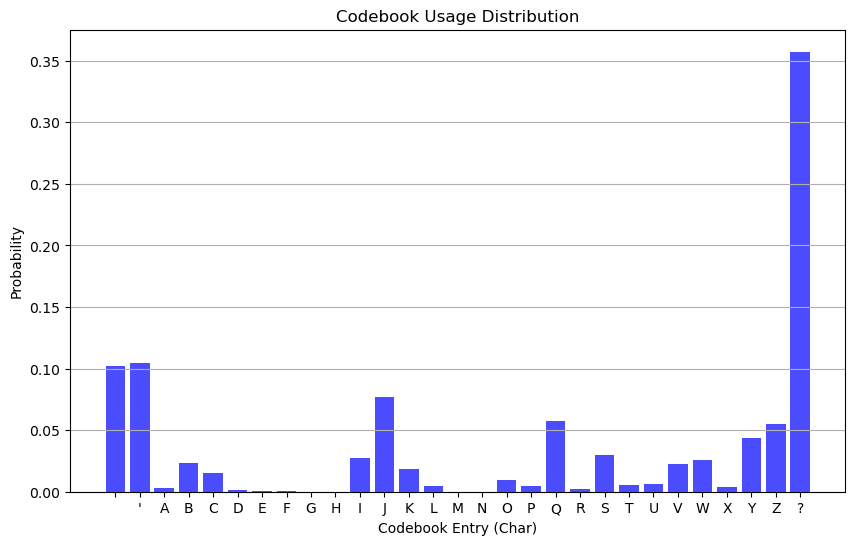 Codebook Usage Distribution
Probability
0.35
0.30
0.25
0.20
0.15
0.10
0.05
0.00
' A B C D E F G H I J K L M N O P Q R S T U V W X Y Z ?
Codebook Entry (Char)